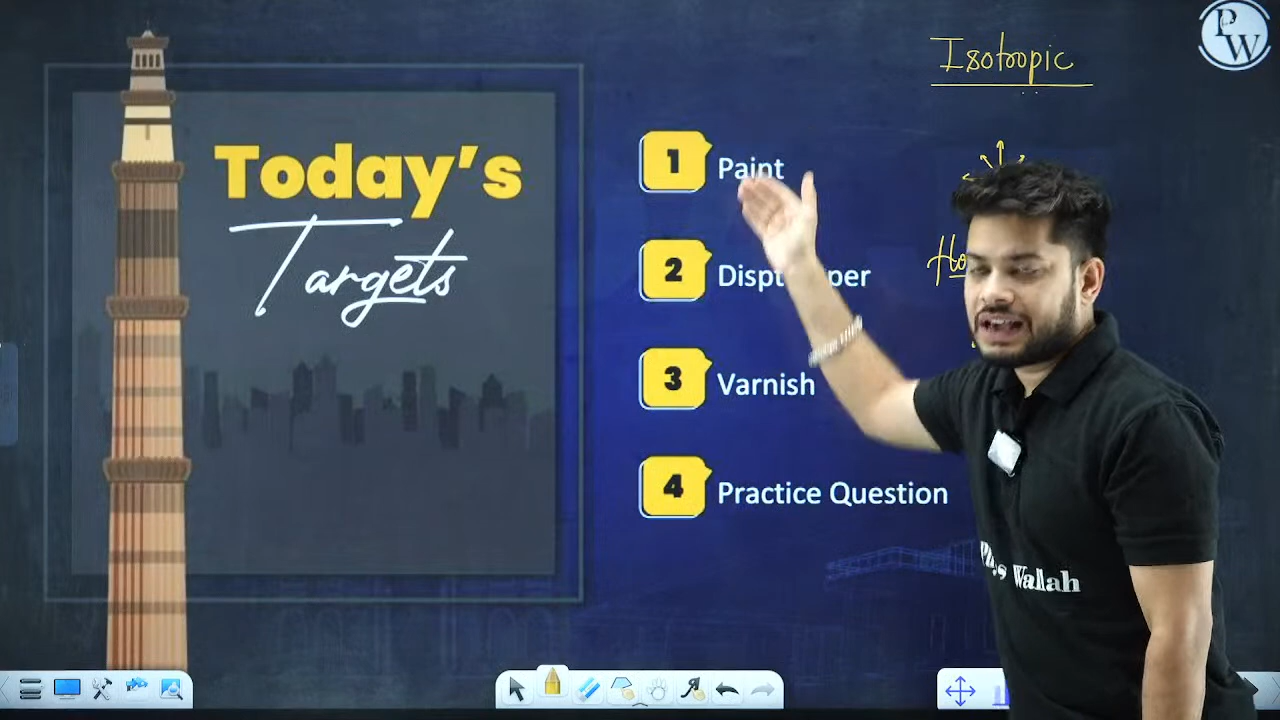 PW
Isotropic
Today's
Targets
1 Paint
2
3 Varnish
4 Practice Question
Wallah